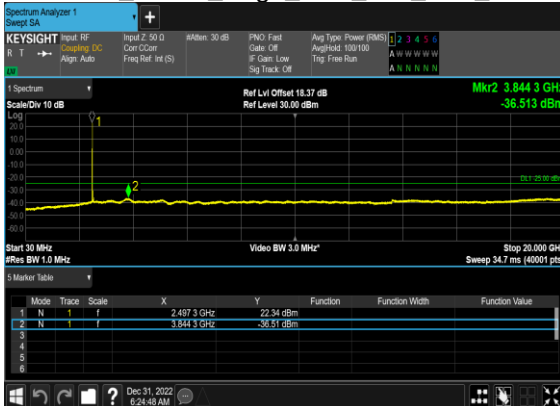 Spectrum Analyzer 1
Swept SA
+
KEYSIGHT Input: RF Input Z: 50 Ω #Atten: 30 dB PNO: Fast Avg Type: Power (RMS) 1 2 3 4 5 6
R T Coupling: DC Corr CCorr Gate: Off Avg|Hold: 100/100 A W W W W W
Align: Auto Freq Ref: Int (S) IF Gain: Low Trig: Free Run
Sig Track: Off A N N N N N
1 Spectrum Ref Lvl Offset 18.37 dB Mkr2 3.844 3 GHz
Scale/Div 10 dB Ref Level 30.00 dBm -36.513 dBm
Log
20.0
10.0
0.00
-10.0
-20.0
-30.0
-40.0
-50.0
-60.0
1
2
DL1 -25.00 dBm
Start 30 MHz Video BW 3.0 MHz* Stop 20.000 GH
#Res BW 1.0 MHz Sweep 34.7 ms (40001 pts
5 Marker Table
Mode Trace Scale X Y Function Function Width Function Value
1 N 1 f 2.497 3 GHz 22.34 dBm
2 N 1 f 3.844 3 GHz -36.51 dBm
3
4
5
6
? Dec 31, 2022
6:24:48 AM